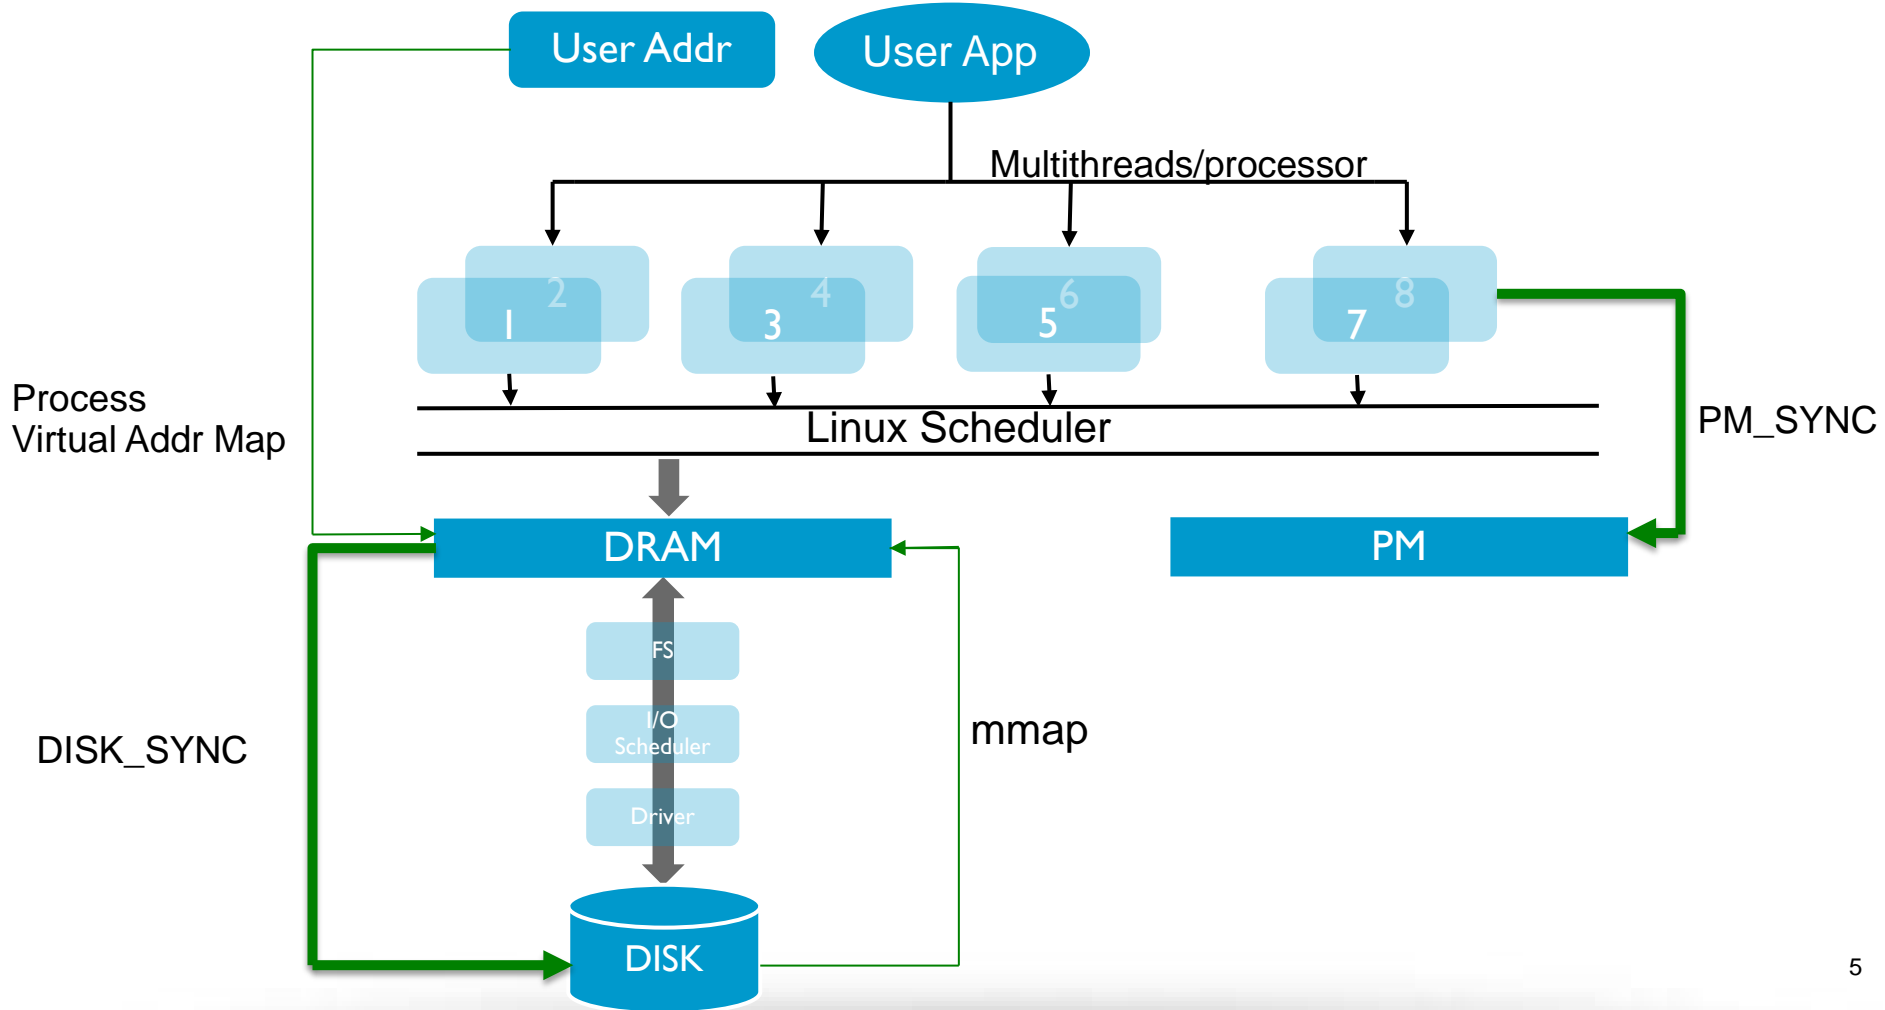 User Addr
User App
Multithreads/processor
2
4
6
8
1
3
5
7
Process
Virtual Addr Map
Linux Scheduler
PM_SYNC
DRAM
PM
FS
I/O
Scheduler
mmap
DISK_SYNC
Driver
DISK
5